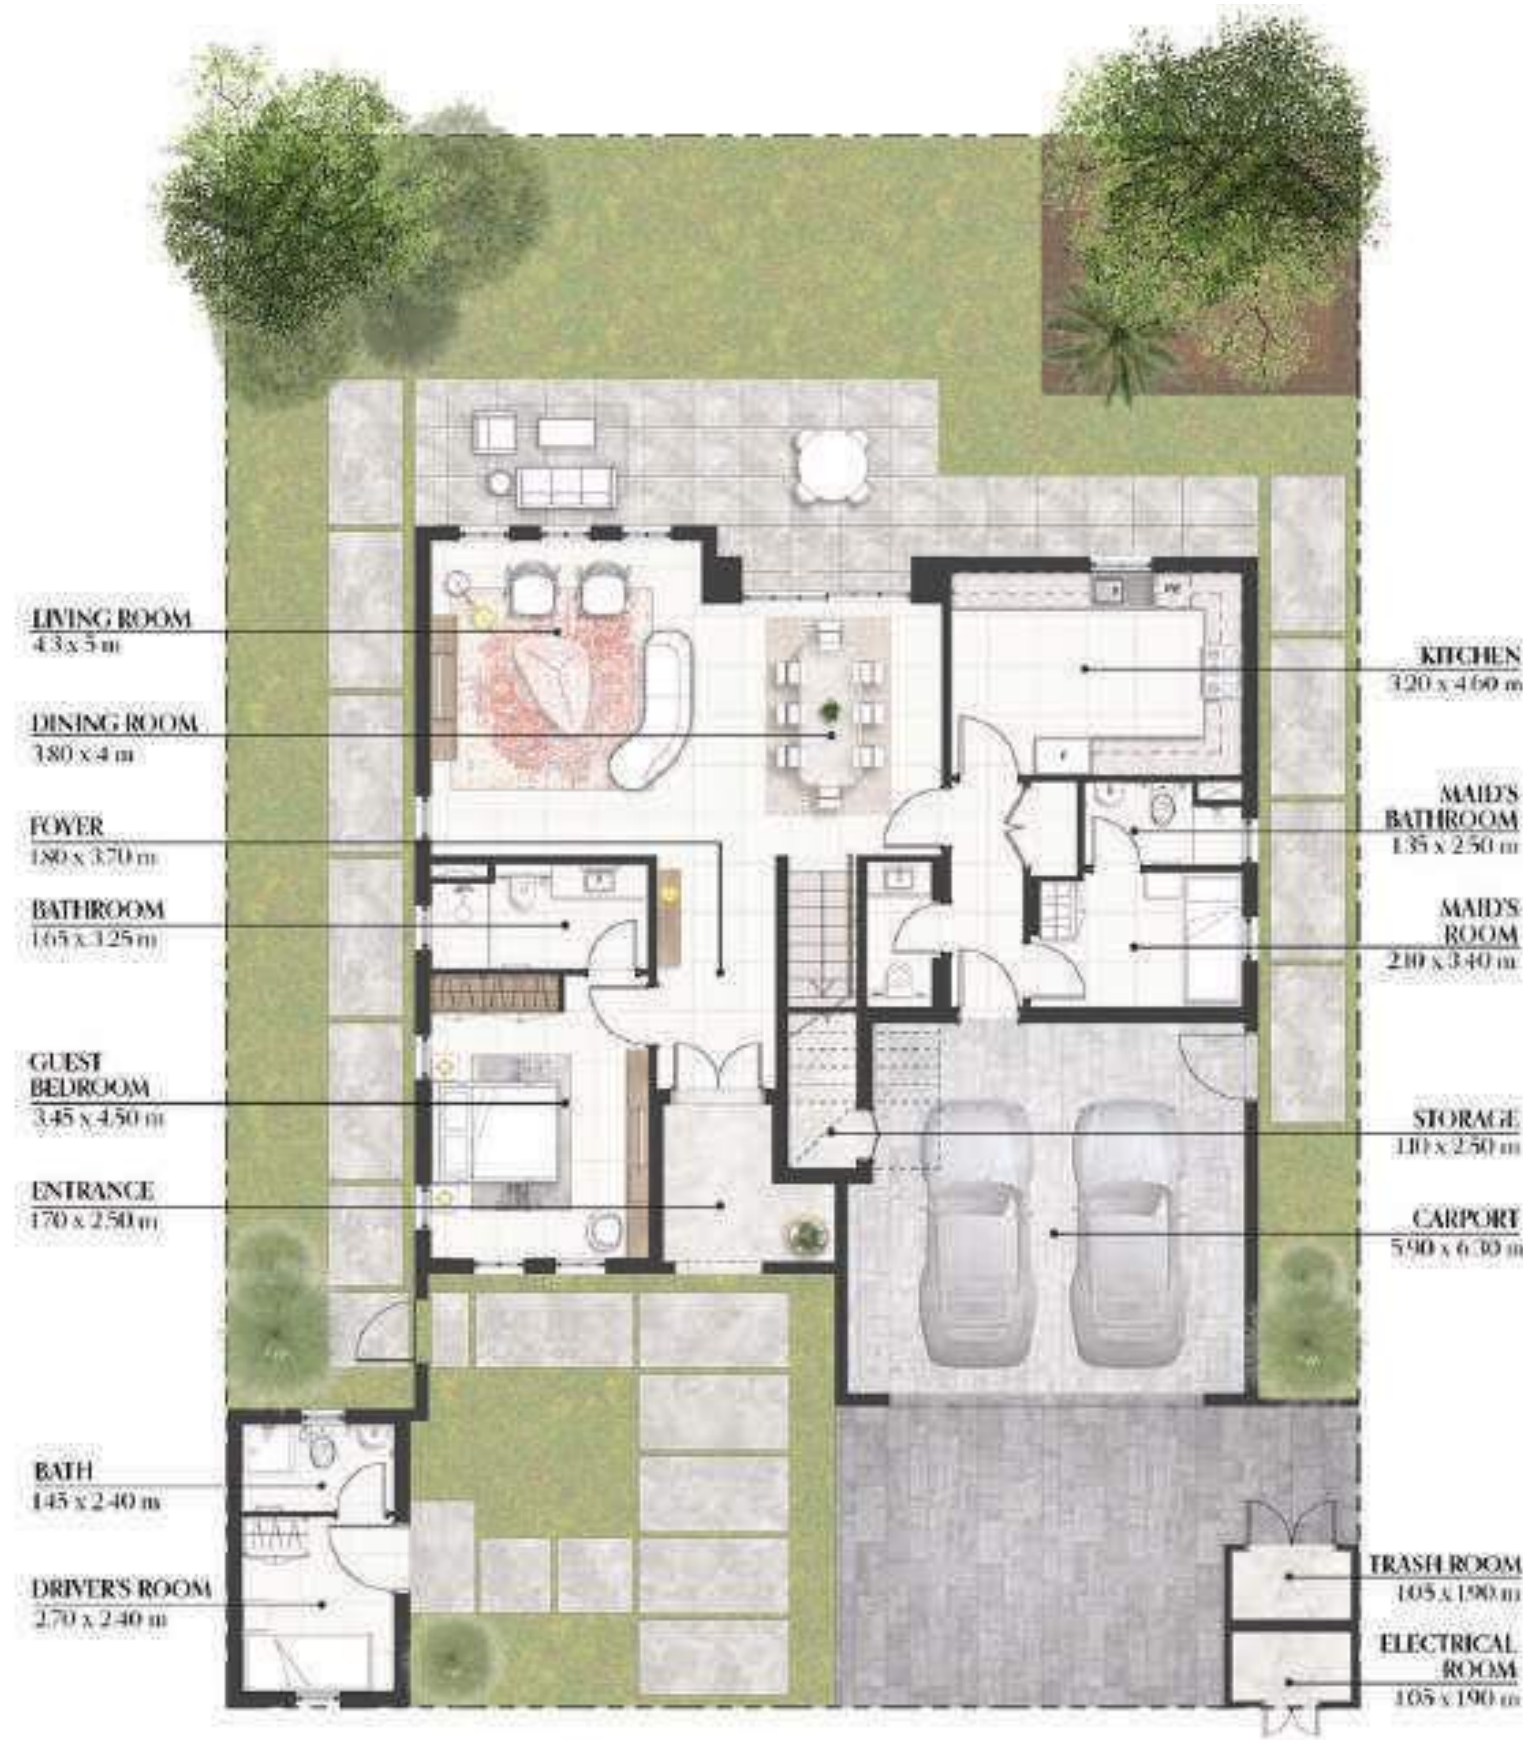 LIVING ROOM
4.3 x 5 m
DINING ROOM
3.80 x 4 m
FOYER
1.80 x 3.70 m
BATHROOM
1.65 x 3.25 m
GUEST
BEDROOM
3.45 x 4.50 m
ENTRANCE
1.70 x 2.50 m
BATH
1.45 x 2.40 m
DRIVER'S ROOM
2.70 x 2.40 m
KITCHEN
3.20 x 4.60 m
MAID'S
BATHROOM
1.35 x 2.50 m
MAID'S
ROOM
2.10 x 3.40 m
STORAGE
1.10 x 2.50 m
CARPORT
5.90 x 6.30 m
TRASH ROOM
1.05 x 1.90 m
ELECTRICAL
ROOM
1.05 x 1.90 m